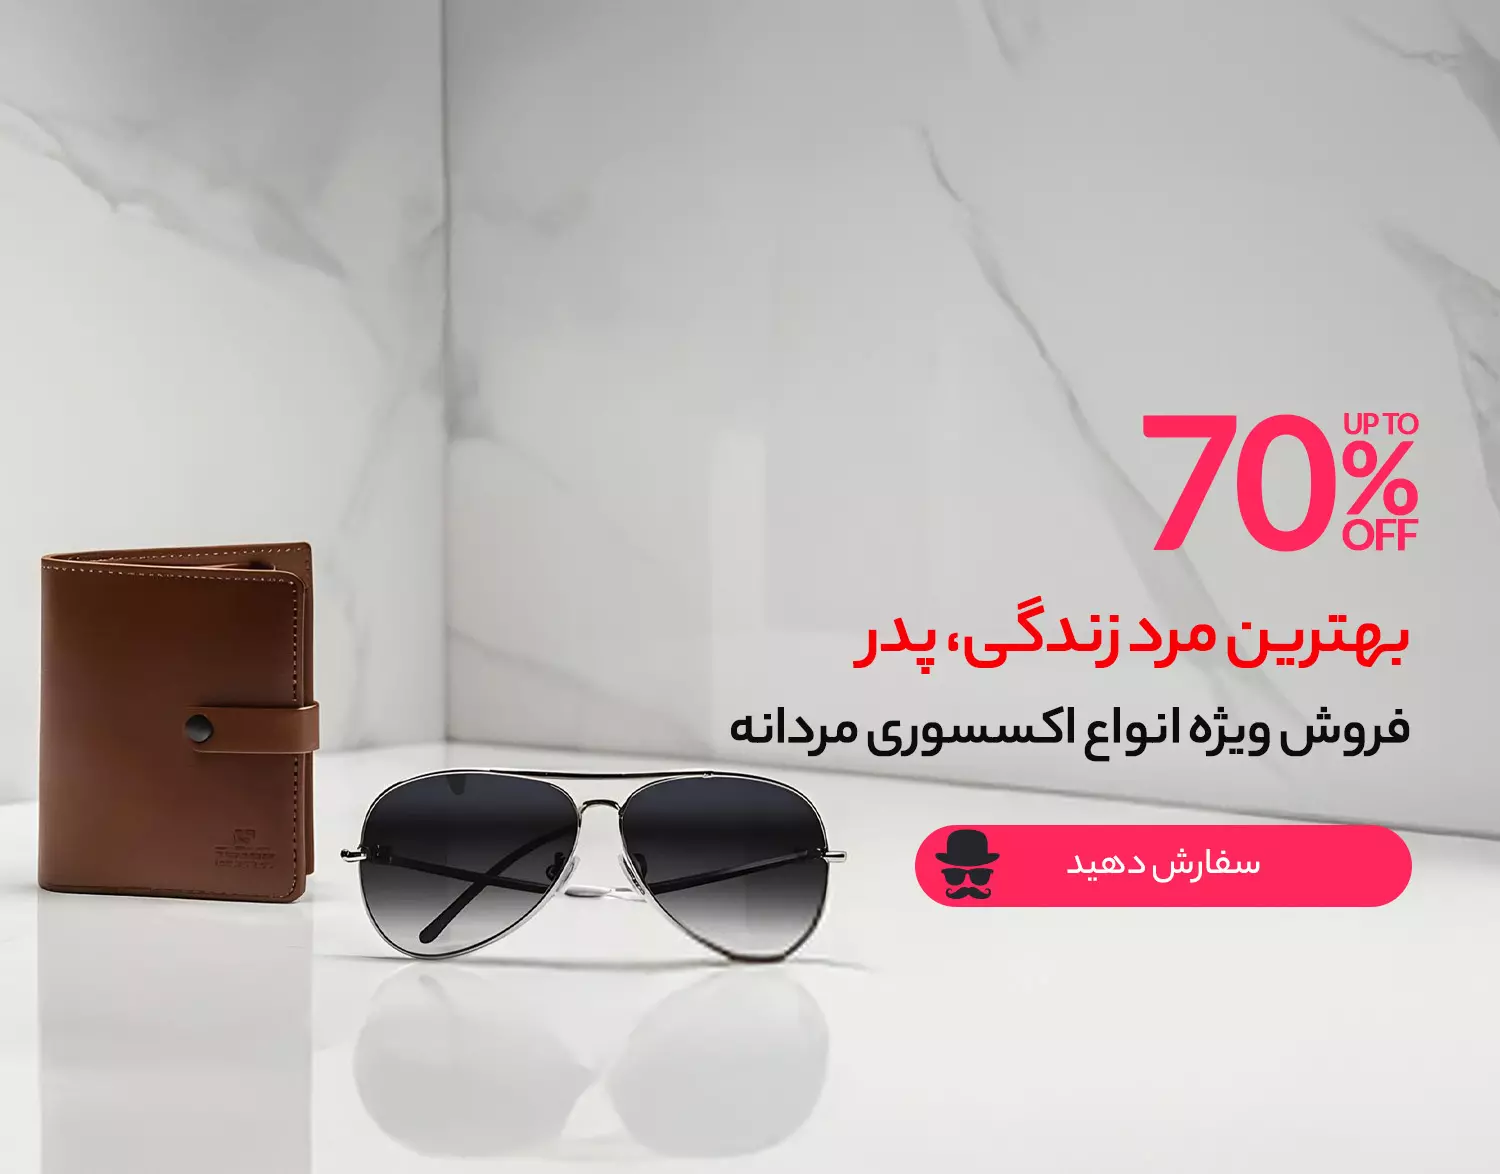 70% UP TO OFF
بهترین مرد زندگی، پدر
فروش ویژه انواع اکسسوری مردانه
سفارش دهید